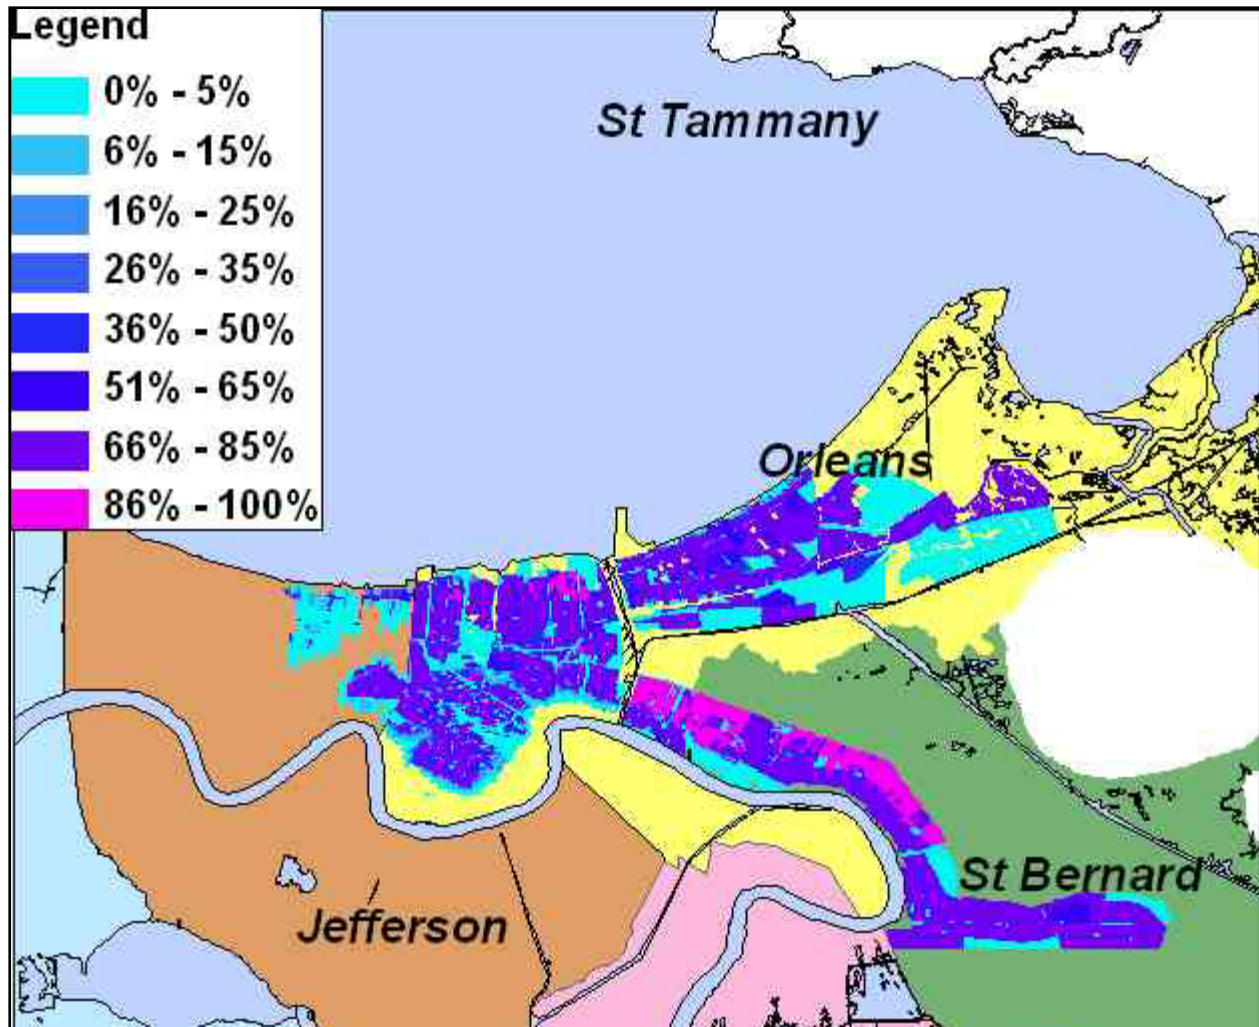 Legend
0% - 5%
6% - 15%
16% - 25%
26% - 35%
36% - 50%
51% - 65%
66% - 85%
86% - 100%
St Tammany
Orleans
St Bernard
Jefferson